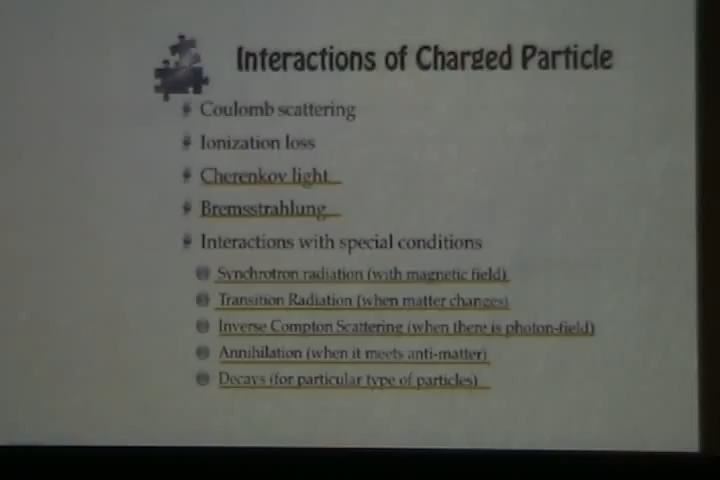 Interactions of Charged Particle
Coulomb scattering
Ionization loss
Cherenkov light
Bremsstrahlung
Interactions with special conditions
Synchrotron radiation (with magnetic field)
Transition Radiation (when matter changes)
Inverse Compton Scattering (when there is photon-field)
Annihilation (when it meets anti-matter)
Decays (for particular type of particles)